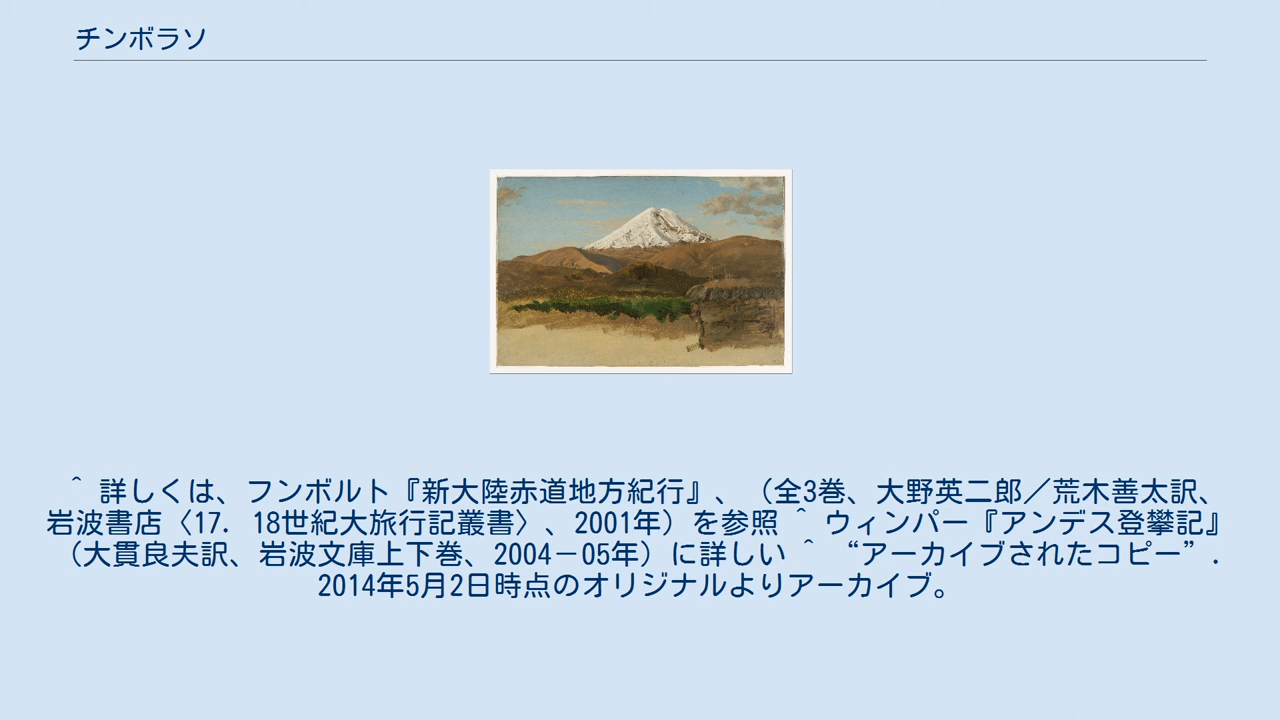 チンボラソ
^ 詳しくは、フンボルト『新大陸赤道地方紀行』、（全3巻、大野英二郎／荒木善太訳、
岩波書店〈17．18世紀大旅行記叢書〉、2001年）を参照 ^ ウィンパー『アンデス登攀記』
（大貫良夫訳、岩波文庫上下巻、2004－05年）に詳しい ^ “アーカイブされたコピー”．
2014年5月2日時点のオリジナルよりアーカイブ。